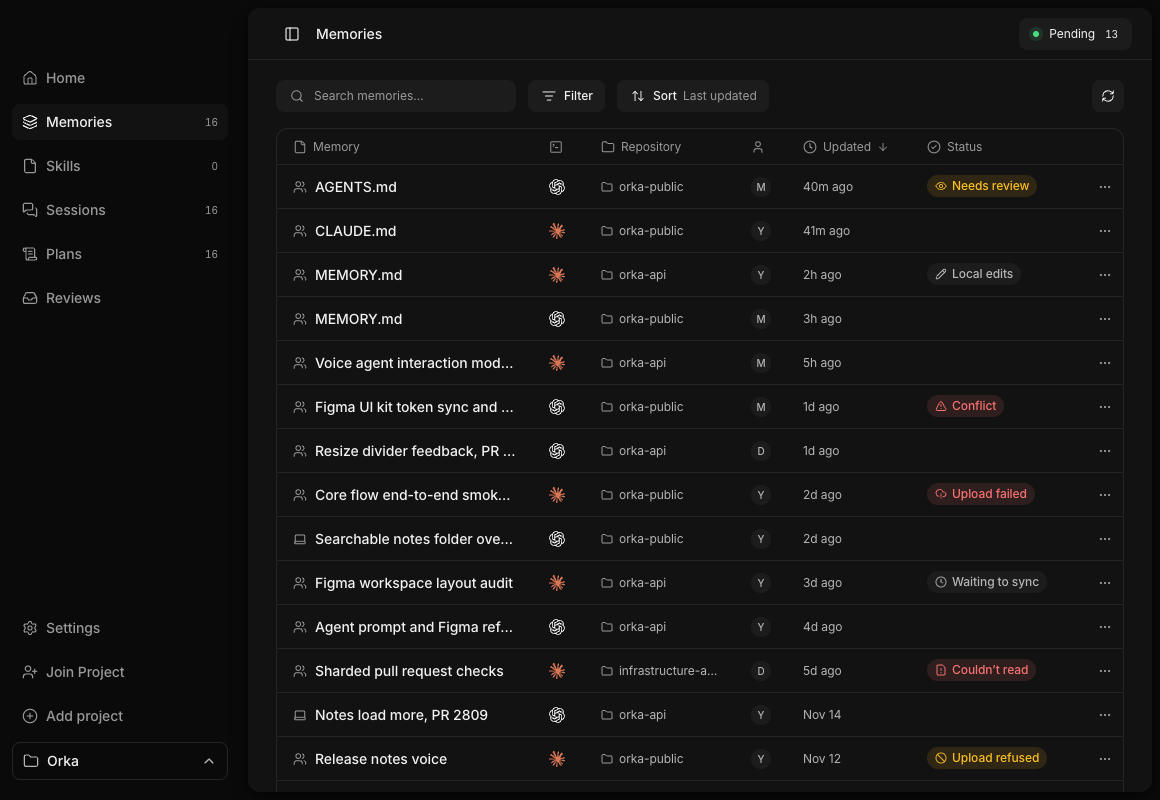 Memories
Pending 13
Home
Memories 16
Skills 0
Sessions 16
Plans 16
Reviews
Settings
Join Project
Add project
Orka
Search memories...
Filter
Sort Last updated
Memory Repository Updated Status
AGENTS.md orka-public M 40m ago Needs review
CLAUDE.md orka-public Y 41m ago
MEMORY.md orka-api Y 2h ago Local edits
MEMORY.md orka-public M 3h ago
Voice agent interaction mod... orka-api M 5h ago
Figma UI kit token sync and ... orka-public M 1d ago Conflict
Resize divider feedback, PR ... orka-api D 1d ago
Core flow end-to-end smok... orka-public Y 2d ago Upload failed
Searchable notes folder ove... orka-public Y 2d ago
Figma workspace layout audit orka-api Y 3d ago Waiting to sync
Agent prompt and Figma ref... orka-api Y 4d ago
Sharded pull request checks infrastructure-a... D 5d ago Couldn’t read
Notes load more, PR 2809 orka-api Y Nov 14
Release notes voice orka-public Y Nov 12 Upload refused